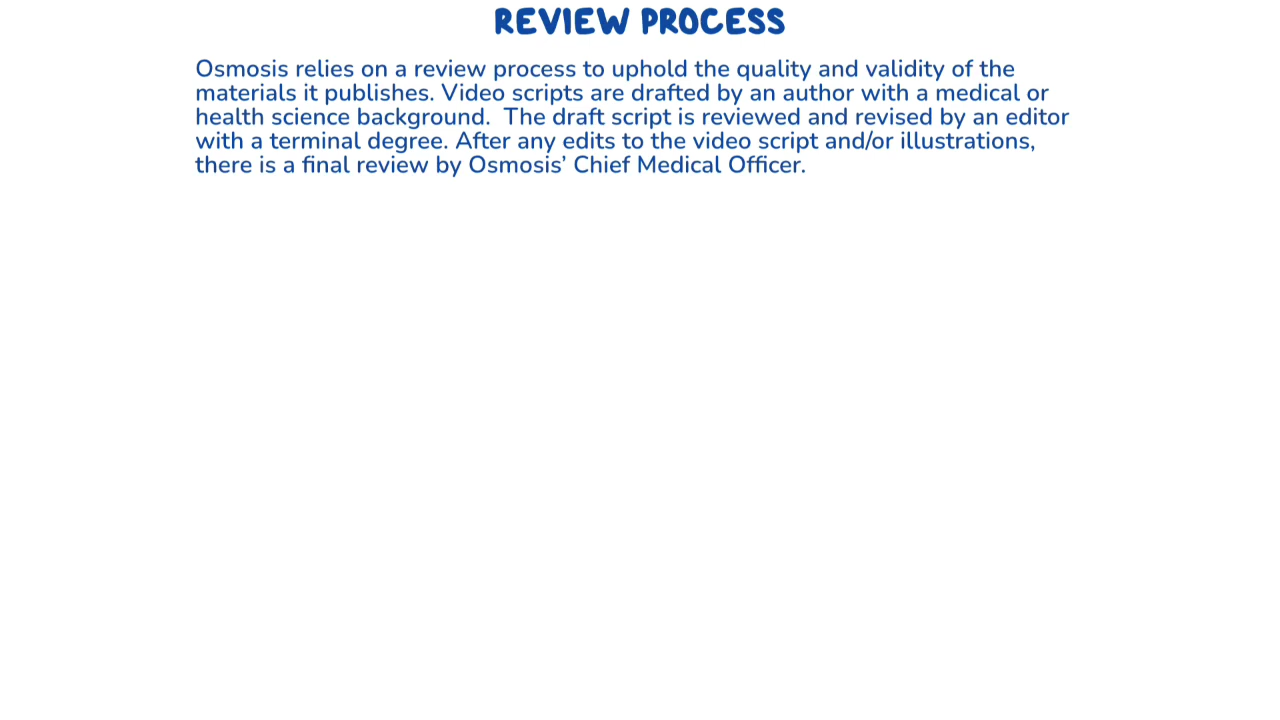 REVIEW PROCESS
Osmosis relies on a review process to uphold the quality and validity of the
materials it publishes. Video scripts are drafted by an author with a medical or
health science background.  The draft script is reviewed and revised by an editor
with a terminal degree. After any edits to the video script and/or illustrations,
there is a final review by Osmosis’ Chief Medical Officer.